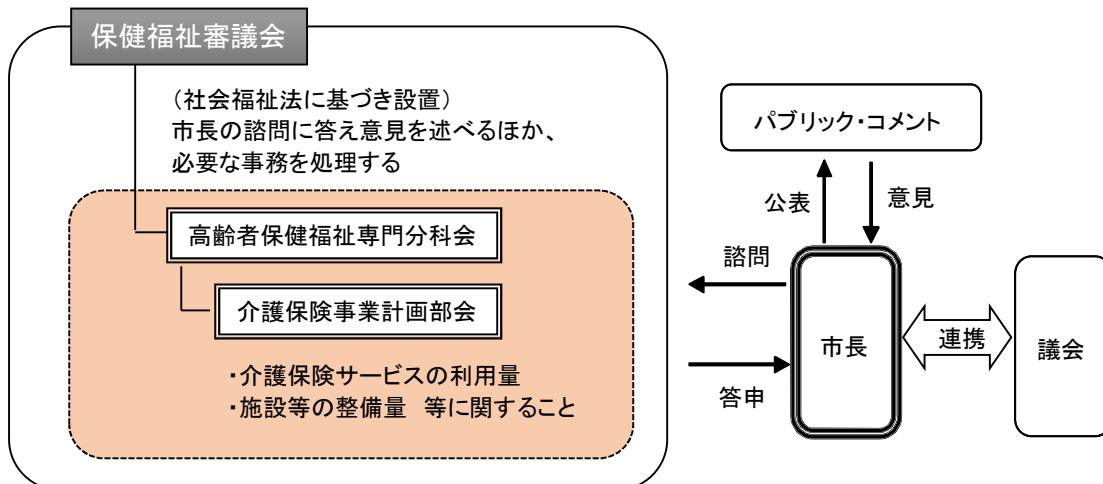 保健福祉審議会
（社会福祉法に基づき設置）
市長の諮問に答え意見を述べるほか、
必要な事務を処理する
高齢者保健福祉専門分科会
介護保険事業計画部会
・介護保険サービスの利用量
・施設等の整備量　等に関すること
パブリック・コメント
公表
意見
諮問
答申
市長
連携
議会